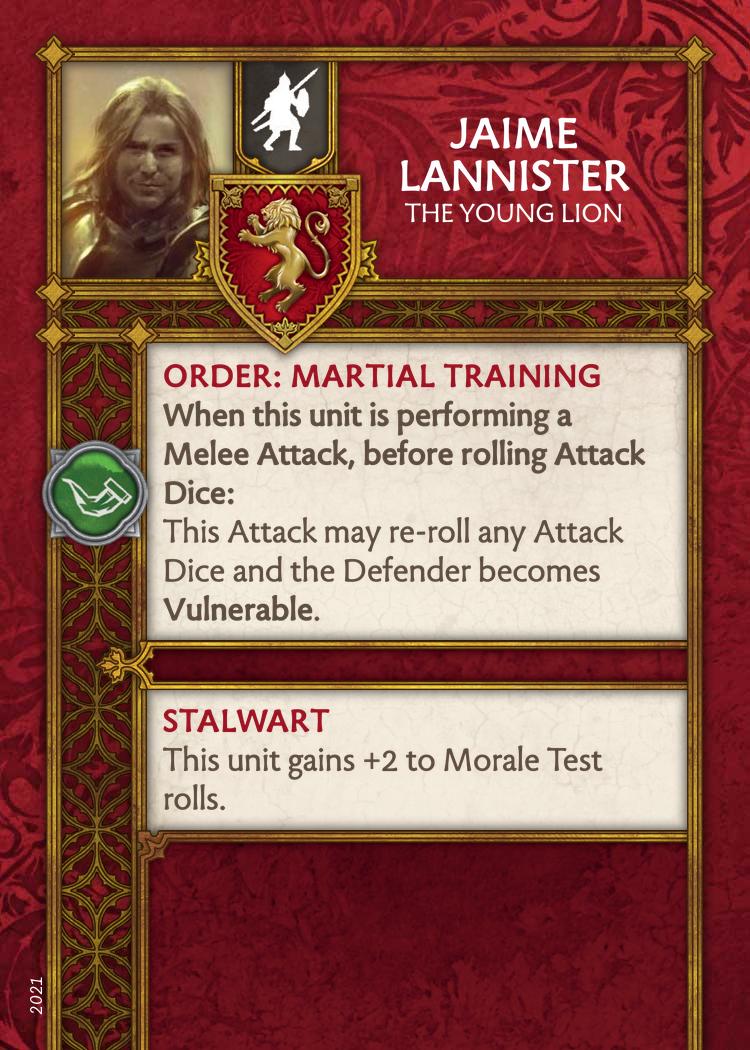 JAIME
LANNISTER
THE YOUNG LION
ORDER: MARTIAL TRAINING
When this unit is performing a
Melee Attack, before rolling Attack
Dice:
This Attack may re-roll any Attack
Dice and the Defender becomes
Vulnerable.
STALWART
This unit gains +2 to Morale Test
rolls.
2021